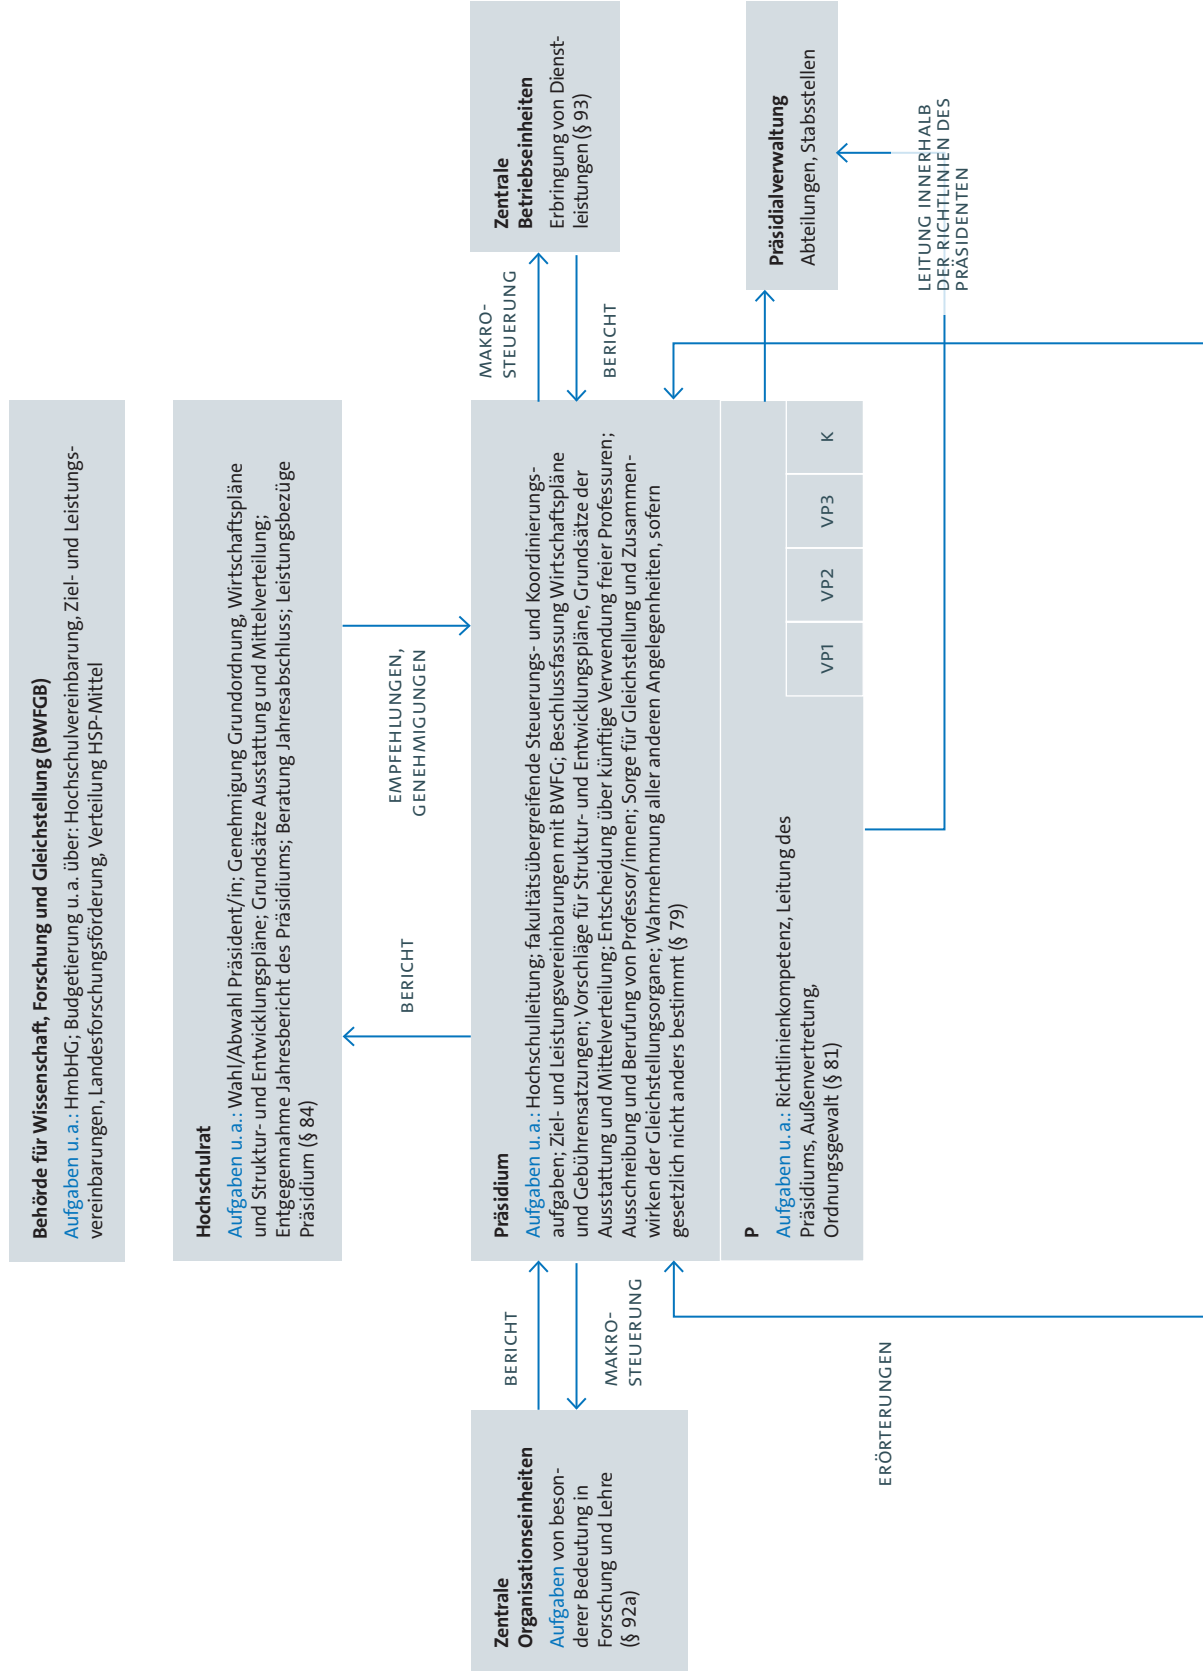 Behörde für Wissenschaft, Forschung und Gleichstellung (BWFGB)
Aufgaben u. a.: HmbHG; Budgetierung u. a. über: Hochschulvereinbarung, Ziel- und Leistungs-
vereinbarungen, Landesforschungsförderung, Verteilung HSP-Mittel
Hochschulrat
Aufgaben u. a.: Wahl/Abwahl Präsident/in; Genehmigung Grundordnung, Wirtschaftspläne
und Struktur- und Entwicklungspläne; Grundsätze Ausstattung und Mittelverteilung;
Entgegennahme Jahresbericht des Präsidiums; Beratung Jahresabschluss; Leistungsbezüge
Präsidium (§ 84)
BERICHT
EMPFEHLUNGEN,
GENEHMIGUNGEN
Zentrale
Organisationseinheiten
Aufgaben von beson-
derer Bedeutung in
Forschung und Lehre
(§ 92a)
BERICHT
MAKRO-
STEUERUNG
Präsidium
Aufgaben u. a.: Hochschulleitung; fakultätsübergreifende Steuerungs- und Koordinierungs-
aufgaben; Ziel- und Leistungsvereinbarungen mit BWFG; Beschlussfassung Wirtschaftspläne
und Gebührensatzungen; Vorschläge für Struktur- und Entwicklungspläne, Grundsätze der
Ausstattung und Mittelverteilung; Entscheidung über künftige Verwendung freier Professuren;
Ausschreibung und Berufung von Professor/innen; Sorge für Gleichstellung und Zusammen-
wirken der Gleichstellungsorgane; Wahrnehmung aller anderen Angelegenheiten, sofern
gesetzlich nicht anders bestimmt (§ 79)
MAKRO-
STEUERUNG
BERICHT
Zentrale
Betriebseinheiten
Erbringung von Dienst-
leistungen (§ 93)
P
Aufgaben u. a.: Richtlinienkompetenz, Leitung des
Präsidiums, Außenvertretung,
Ordnungsgewalt (§ 81)
VP1
VP2
VP3
K
Präsidialverwaltung
Abteilungen, Stabsstellen
ERÖRTERUNGEN
LEITUNG INNERHALB
DER RICHTLINIEN DES
PRÄSIDENTEN